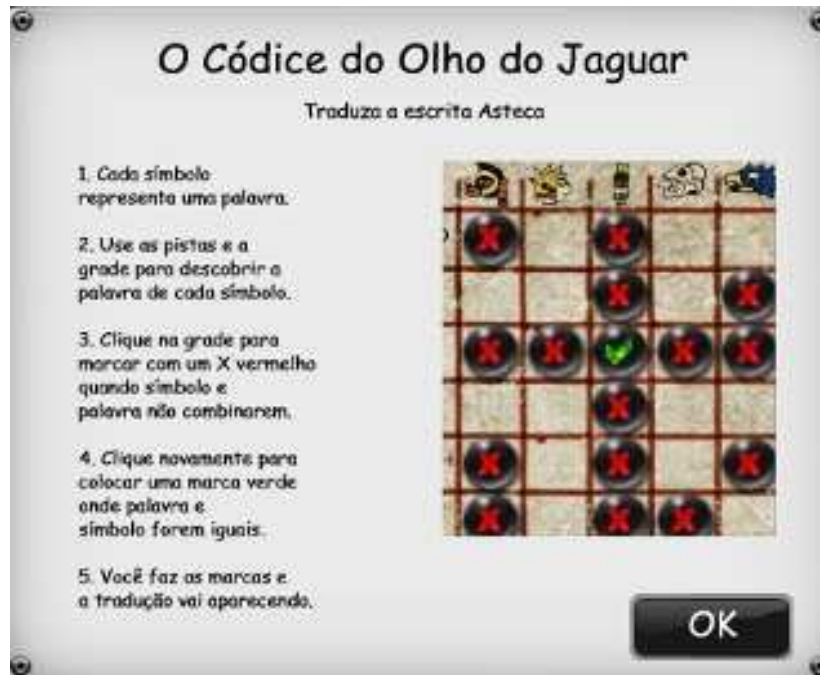 O Códice do Olho do Jaguar
Traduza a escrita Asteca
1. Cada símbolo
representa uma palavra.
2. Use as pistas e a
grade para descobrir a
palavra de cada símbolo.
3. Clique na grade para
marcar com um X vermelho
quando símbolo e
palavra não combinarem.
4. Clique novamente para
colocar uma marca verde
onde palavra e
símbolo forem iguais.
5. Você faz as marcas e
a tradução vai aparecendo.
OK